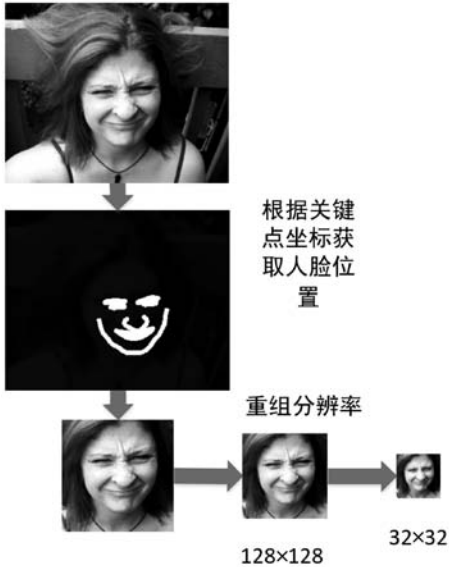 根据关键
点坐标获
取人脸位
置
重组分辨率
128×128
32×32